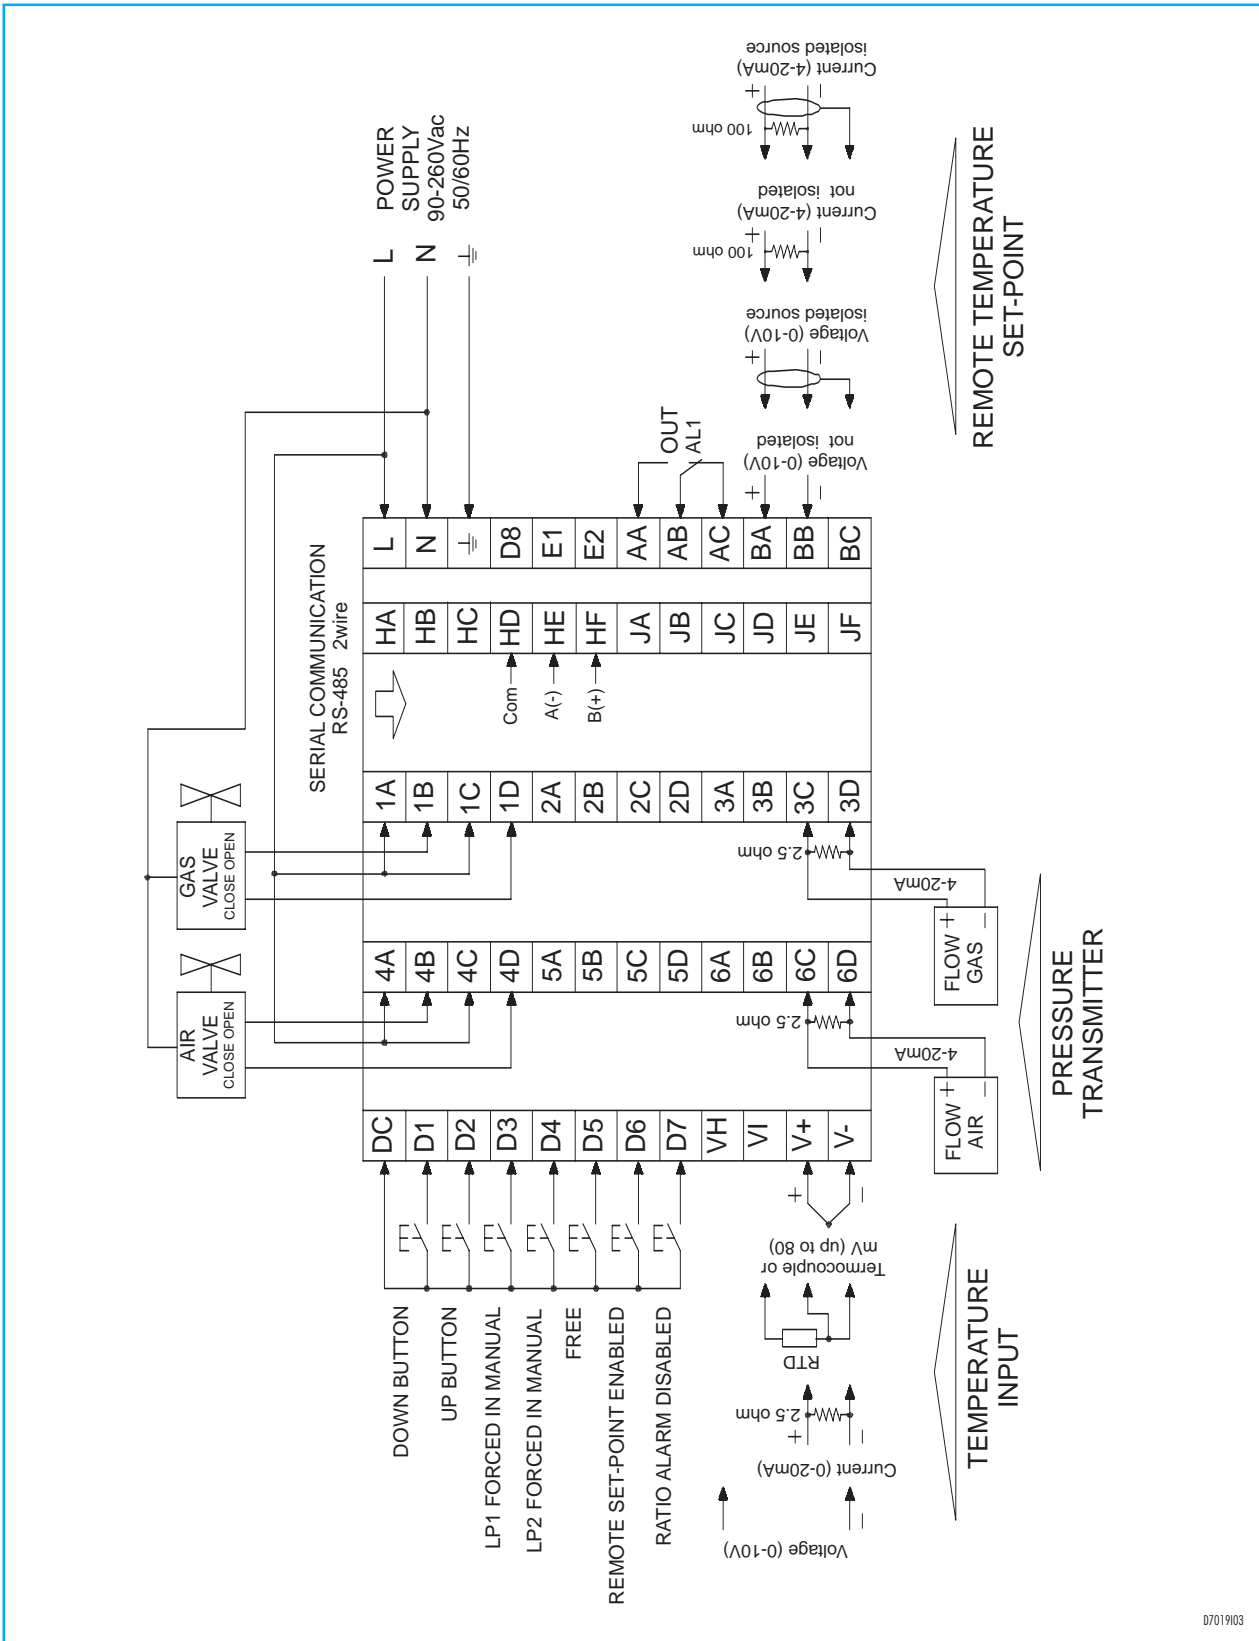 POWER
SUPPLY
90-260Vac
50/60Hz
L
N
SERIAL COMMUNICATION
RS-485 2wire
GAS
VALVE
CLOSE OPEN
AIR
VALVE
CLOSE OPEN
L
N
D8
E1
E2
AA
AB
AC
BA
BB
BC
HA
HB
HC
HD
HE
HF
JA
JB
JC
JD
JE
JF
Com
A(-)
B(+)
1A
1B
1C
1D
2A
2B
2C
2D
3A
3B
3C
3D
4A
4B
4C
4D
5A
5B
5C
5D
6A
6B
6C
6D
DC
D1
D2
D3
D4
D5
D6
D7
VH
VI
V+
V-
OUT
AL1
DOWN BUTTON
UP BUTTON
LP1 FORCED IN MANUAL
LP2 FORCED IN MANUAL
FREE
REMOTE SET-POINT ENABLED
RATIO ALARM DISABLED
Voltage (0-10V)
-
Current (0-20mA)
+
-
2.5 ohm
RTD
Termocouple or
mV (up to 80)
+
-
TEMPERATURE
INPUT
2.5 ohm
4-20mA
FLOW
AIR
+
-
2.5 ohm
4-20mA
FLOW
GAS
+
-
PRESSURE
TRANSMITTER
Voltage (0-10V)
not isolated
+
-
Voltage (0-10V)
isolated source
+
-
Current (4-20mA)
not isolated
+
-
100 ohm
Current (4-20mA)
isolated source
+
-
100 ohm
REMOTE TEMPERATURE
SET-POINT
D7019I03